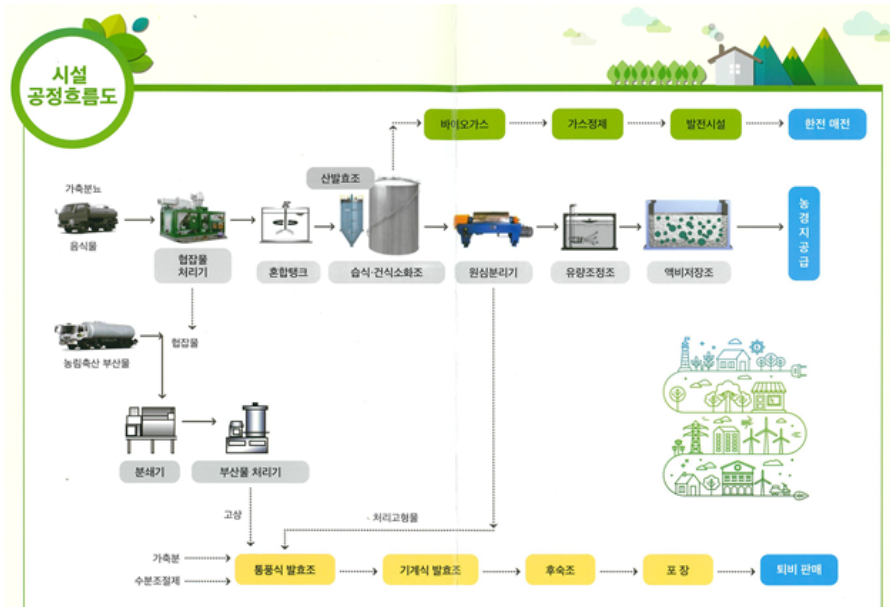 시설
공정흐름도
바이오가스
가스정제
발전시설
한전 매전
산발효조
가축분뇨
음식물
협잡물
처리기
혼합탱크
습식·건식소화조
원심분리기
유량조정조
액비저장조
농경지공급
협잡물
농림축산 부산물
분쇄기
부산물 처리기
고상
처리고형물
가축분
수분조절제
통풍식 발효조
기계식 발효조
후숙조
포 장
퇴비 판매